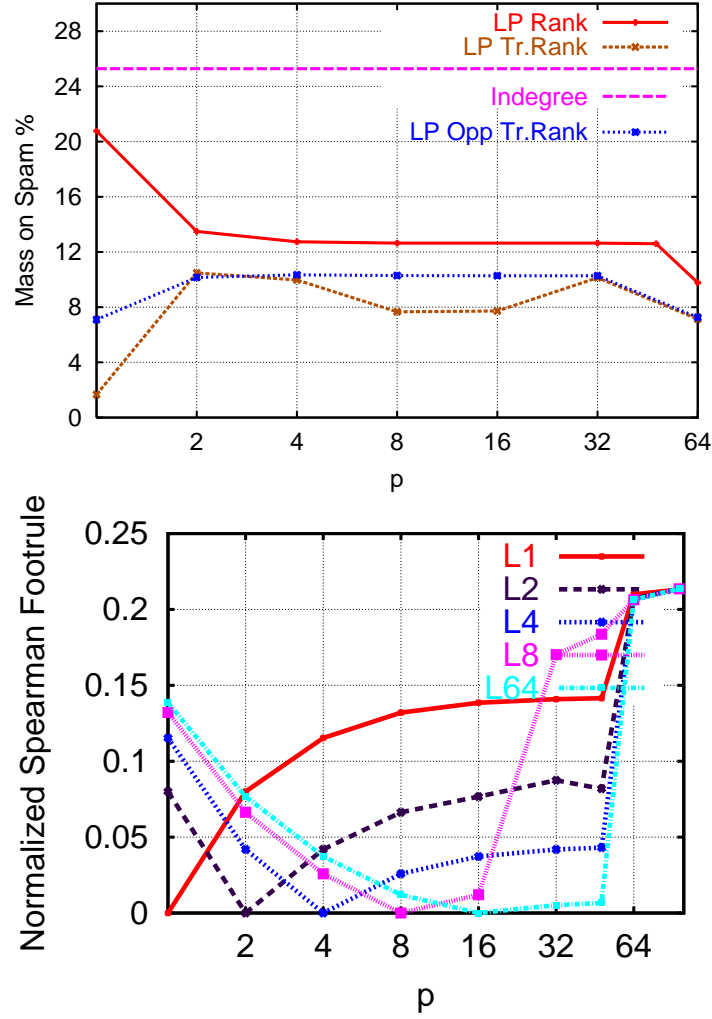 28
24
20
16
12
8
4
0
Mass on Spam %
LP Rank
LP Tr.Rank
Indegree
LP Opp Tr.Rank
2 4 8 16 32 64
p
0.25
0.2
0.15
0.1
0.05
0
Normalized Spearman Footrule
L1
L2
L4
L8
L64
2 4 8 16 32 64
p